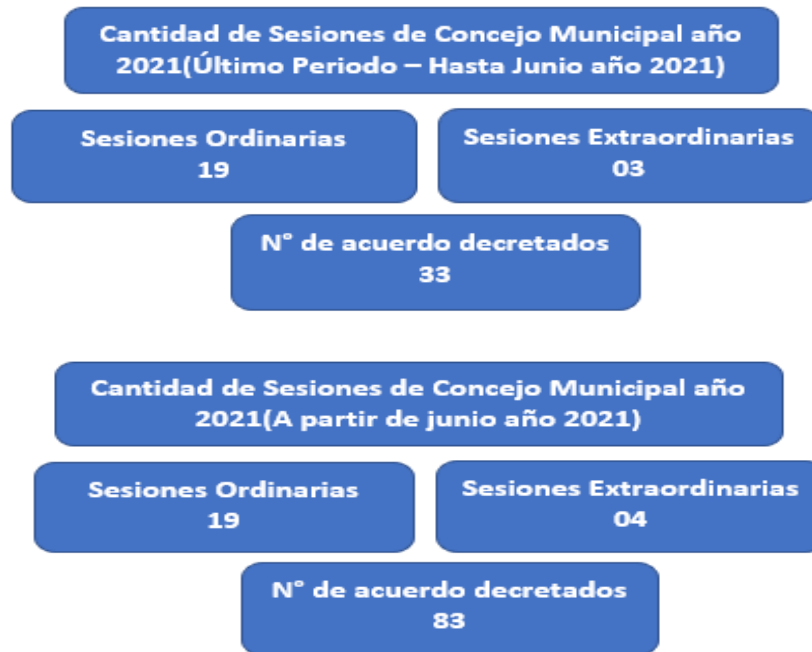 Cantidad de Sesiones de Concejo Municipal año
2021(Último Periodo – Hasta Junio año 2021)
Sesiones Ordinarias
19
Sesiones Extraordinarias
03
N° de acuerdo decretados
33
Cantidad de Sesiones de Concejo Municipal año
2021(A partir de junio año 2021)
Sesiones Ordinarias
19
Sesiones Extraordinarias
04
N° de acuerdo decretados
83